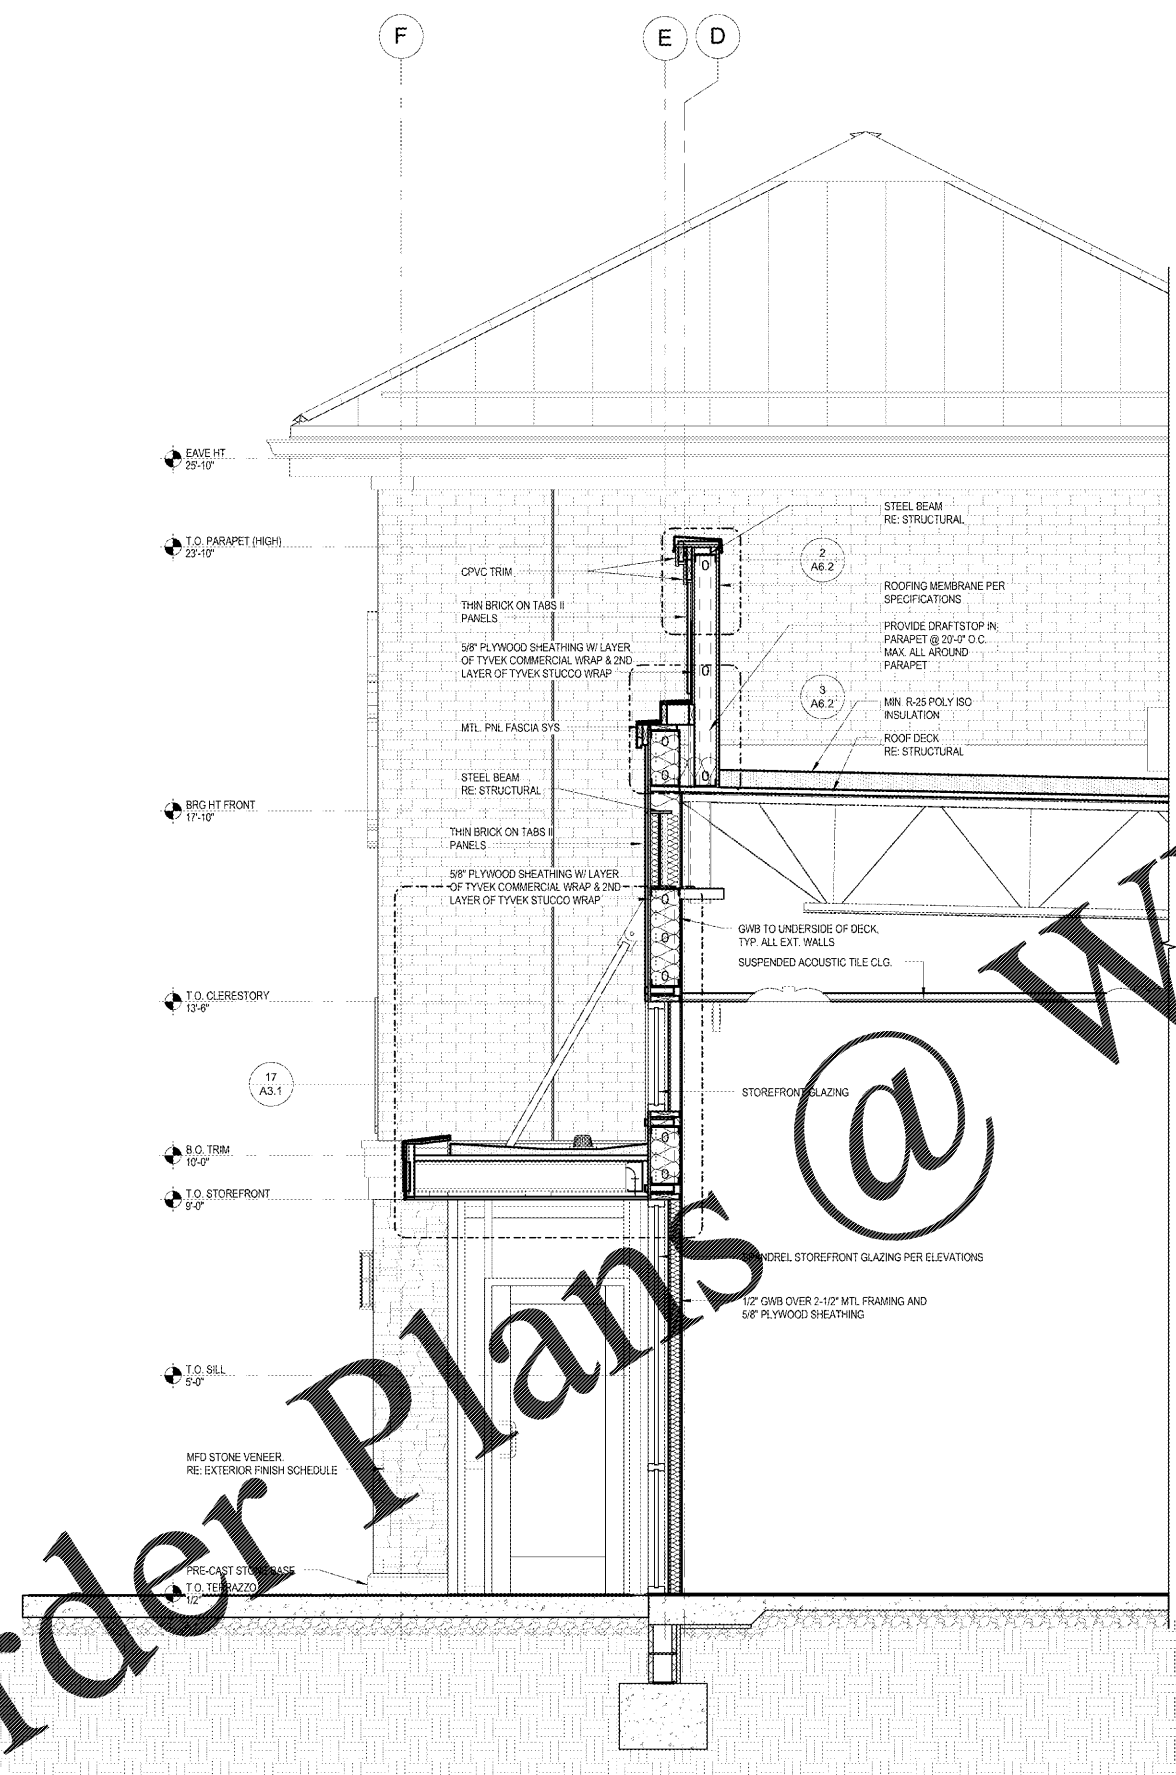 F
E
D
EAVE HT
25'-10"
STEEL BEAM
RE: STRUCTURAL
T.O. PARAPET (HIGH)
23'-10"
2
A6.2
CPVC TRIM
ROOFING MEMBRANE PER
SPECIFICATIONS
THIN BRICK ON TABS II
PANELS
PROVIDE DRAFTSTOP IN
PARAPET @ 20'-0" O.C.
MAX. ALL AROUND
PARAPET
5/8" PLYWOOD SHEATHING W/ LAYER
OF TYVEK COMMERCIAL WRAP & 2ND
LAYER OF TYVEK STUCCO WRAP
3
A6.2
MIN. R-25 POLY ISO
INSULATION
MTL. PNL FASCIA SYS
ROOF DECK
RE: STRUCTURAL
STEEL BEAM
RE: STRUCTURAL
BRG HT FRONT
17'-10"
THIN BRICK ON TABS II
PANELS
5/8" PLYWOOD SHEATHING W/ LAYER
OF TYVEK COMMERCIAL WRAP & 2ND
LAYER OF TYVEK STUCCO WRAP
GWB TO UNDERSIDE OF DECK,
TYP. ALL EXT. WALLS
SUSPENDED ACOUSTIC TILE CLG.
T.O. CLERESTORY
13'-6"
17
A3.1
STOREFRONT GLAZING
B.O. TRIM
10'-0"
T.O. STOREFRONT
9'-0"
SPANDREL STOREFRONT GLAZING PER ELEVATIONS
1/2" GWB OVER 2-1/2" MTL FRAMING AND
5/8" PLYWOOD SHEATHING
T.O. SILL
5'-0"
MFD STONE VENEER.
RE: EXTERIOR FINISH SCHEDULE
PRE-CAST STONE BASE
T.O. TERRAZZO
1/2"
rder Plans @ W